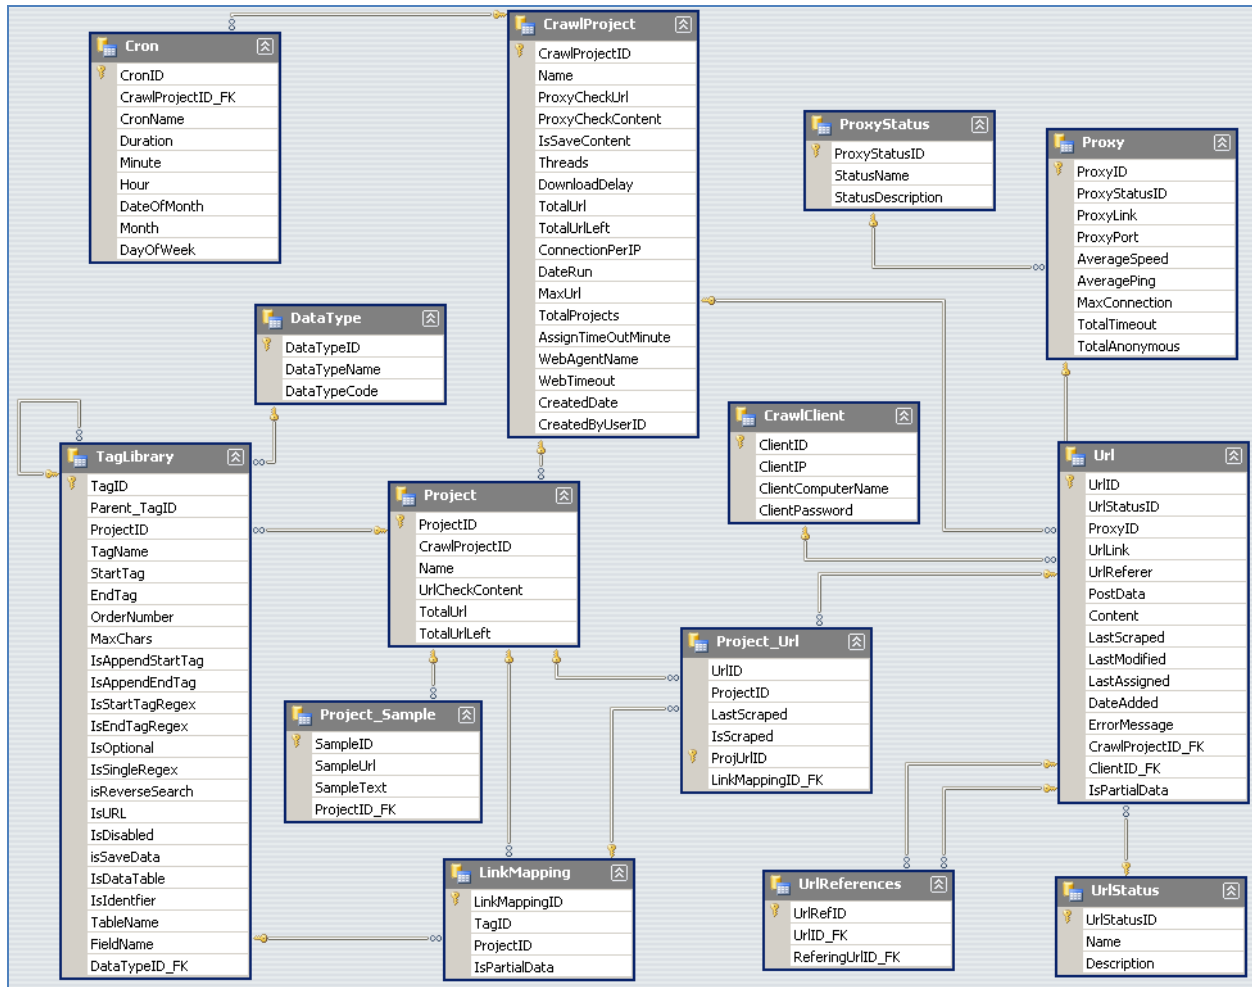 CrawlProject
CrawlProjectID
Name
ProxyCheckUrl
ProxyCheckContent
IsSaveContent
Threads
DownloadDelay
TotalUrl
TotalUrlLeft
ConnectionPerIP
DateRun
MaxUrl
TotalProjects
AssignTimeOutMinute
WebAgentName
WebTimeout
CreatedDate
CreatedByUserID
Cron
CronID
CrawlProjectID_FK
CronName
Duration
Minute
Hour
DateOfMonth
Month
DayOfWeek
ProxyStatus
ProxyStatusID
StatusName
StatusDescription
Proxy
ProxyID
ProxyStatusID
ProxyLink
ProxyPort
AverageSpeed
AveragePing
MaxConnection
TotalTimeout
TotalAnonymous
DataType
DataTypeID
DataTypeName
DataTypeCode
CrawlClient
ClientID
ClientIP
ClientComputerName
ClientPassword
TagLibrary
TagID
Parent_TagID
ProjectID
TagName
StartTag
EndTag
OrderNumber
MaxChars
IsAppendStartTag
IsAppendEndTag
IsStartTagRegex
IsEndTagRegex
IsOptional
IsSingleRegex
isReverseSearch
IsURL
IsDisabled
isSaveData
IsDataTable
IsIdentfier
TableName
FieldName
DataTypeID_FK
Project
ProjectID
CrawlProjectID
Name
UrlCheckContent
TotalUrl
TotalUrlLeft
Url
UrlID
UrlStatusID
ProxyID
UrlLink
UrlReferer
PostData
Content
LastScraped
LastModified
LastAssigned
DateAdded
ErrorMessage
CrawlProjectID_FK
ClientID_FK
IsPartialData
Project_Url
UrlID
ProjectID
LastScraped
IsScraped
ProjUrlID
LinkMappingID_FK
Project_Sample
SampleID
SampleUrl
SampleText
ProjectID_FK
LinkMapping
LinkMappingID
TagID
ProjectID
IsPartialData
UrlReferences
UrlRefID
UrlID_FK
ReferingUrlID_FK
UrlStatus
UrlStatusID
Name
Description